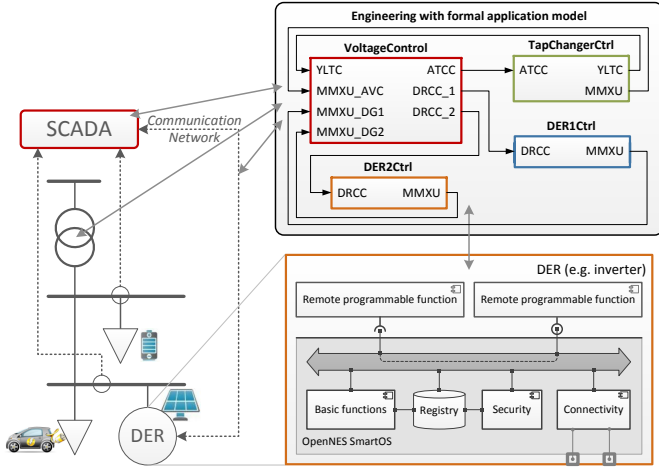 Engineering with formal application model
VoltageControl
TapChangerCtrl
YLTC
ATCC
ATCC
YLTC
MMXU_AVC
DRCC_1
MMXU
MMXU_DG1
DRCC_2
MMXU_DG2
DER1Ctrl
DRCC
MMXU
DER2Ctrl
DRCC
MMXU
SCADA
Communication
Network
DER (e.g. inverter)
Remote programmable function
Remote programmable function
Basic functions
Registry
Security
Connectivity
OpenNES SmartOS
DER